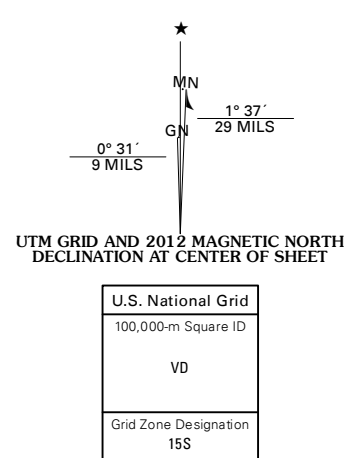 ★
MN
1° 37´
29 MILS
GN
0° 31´
9 MILS
UTM GRID AND 2012 MAGNETIC NORTH
DECLINATION AT CENTER OF SHEET
U.S. National Grid
100,000-m Square ID
VD
Grid Zone Designation
15S